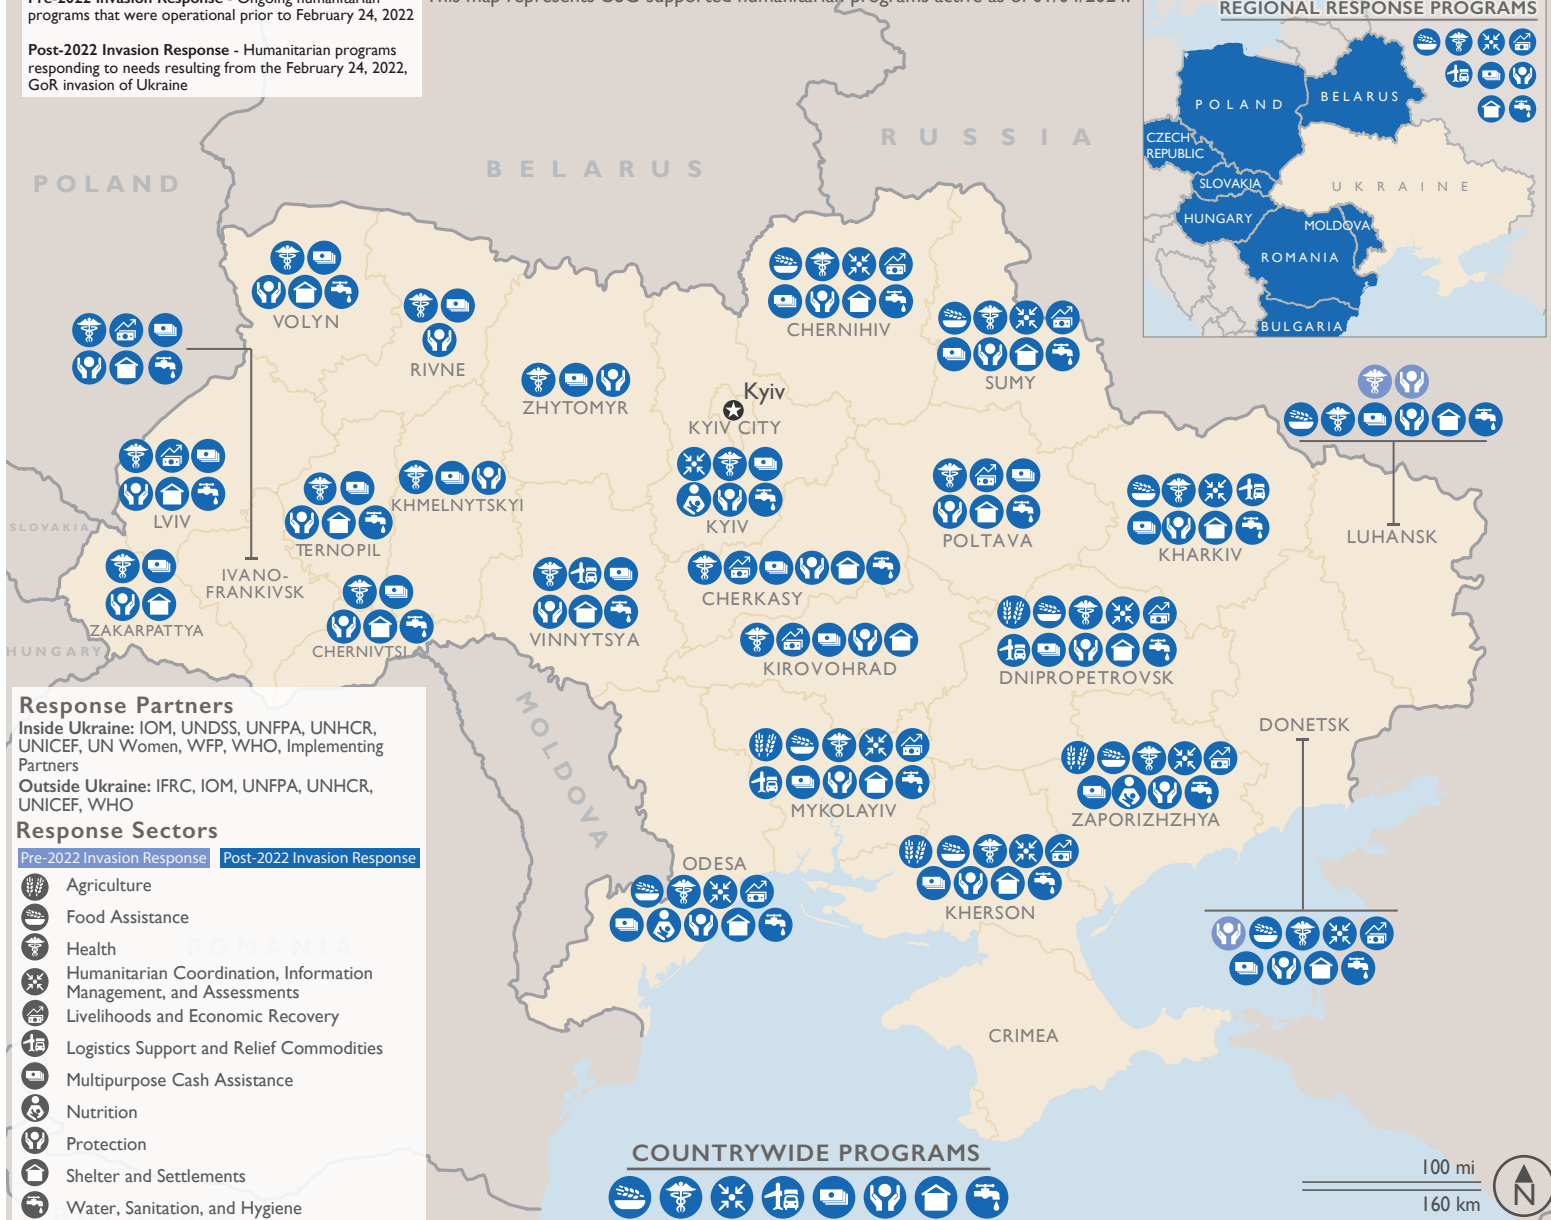 programs that were operational prior to February 24, 2022
Post-2022 Invasion Response - Humanitarian programs
responding to needs resulting from the February 24, 2022,
GoR invasion of Ukraine
REGIONAL RESPONSE PROGRAMS
POLAND
BELARUS
CZECH
REPUBLIC
SLOVAKIA
UKRAINE
HUNGARY
MOLDOVA
ROMANIA
BULGARIA
RUSSIA
BELARUS
POLAND
VOLYN
RIVNE
ZHYTOMYR
CHERNIHIV
SUMY
Kyiv
KYIV CITY
KYIV
LVIV
TERNOPIL
KHMELNYTSKYI
POLTAVA
KHARKIV
LUHANSK
SLOVAKIA
IVANO-
FRANKIVSK
ZAKARPATTYA
HUNGARY
CHERNIVTSI
VINNYTSYA
CHERKASY
KIROVOHRAD
DNIPROPETROVSK
DONETSK
MOLDOVA
MYKOLAYIV
ZAPORIZHZHYA
ODESA
KHERSON
CRIMEA
Response Partners
Inside Ukraine: IOM, UNDSS, UNFPA, UNHCR,
UNICEF, UN Women, WFP, WHO, Implementing
Partners
Outside Ukraine: IFRC, IOM, UNFPA, UNHCR,
UNICEF, WHO
Response Sectors
Pre-2022 Invasion Response Post-2022 Invasion Response
Agriculture
Food Assistance
Health
ROMANIA
Humanitarian Coordination, Information
Management, and Assessments
Livelihoods and Economic Recovery
Logistics Support and Relief Commodities
Multipurpose Cash Assistance
Nutrition
Protection
Shelter and Settlements
Water, Sanitation, and Hygiene
COUNTRYWIDE PROGRAMS
100 mi
160 km
N